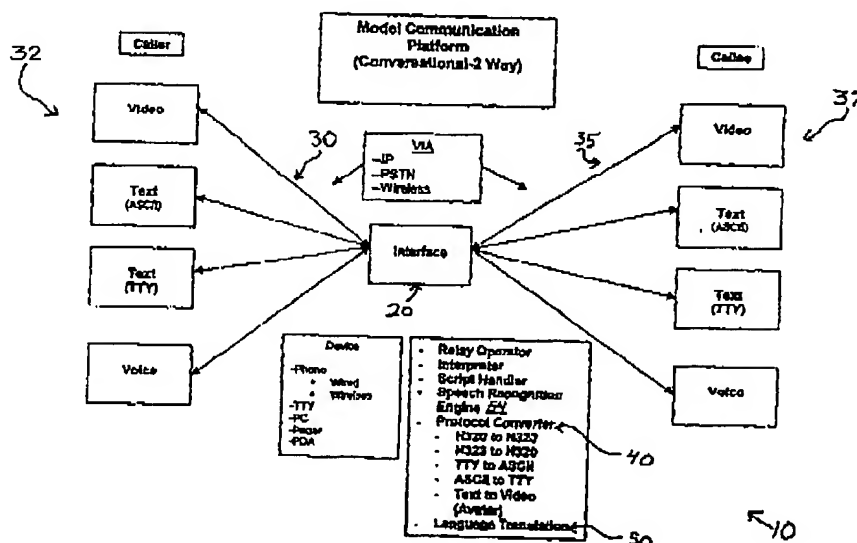 Model Communication
Platform
(Conversational-2 Way)
Caller
Callee
32
Video
Text
(ASCII)
Text
(TTY)
Voice
30
VIA
-IP
-PSTN
-Wireless
35
Interface
20
Video
37
Text
(ASCII)
Text
(TTY)
Voice
Device
-Phone
• Wired
• Wireless
-TTY
-PC
-Pager
-PDA
- Relay Operator
- Interpreter
- Script Handler
- Speech Recognition
Engine
- Protocol Converter
- H320 to H323
- H323 to H320
- TTY to ASCII
- ASCII to TTY
- Text to Video
(Avatar)
- Language Translation
40
50
10